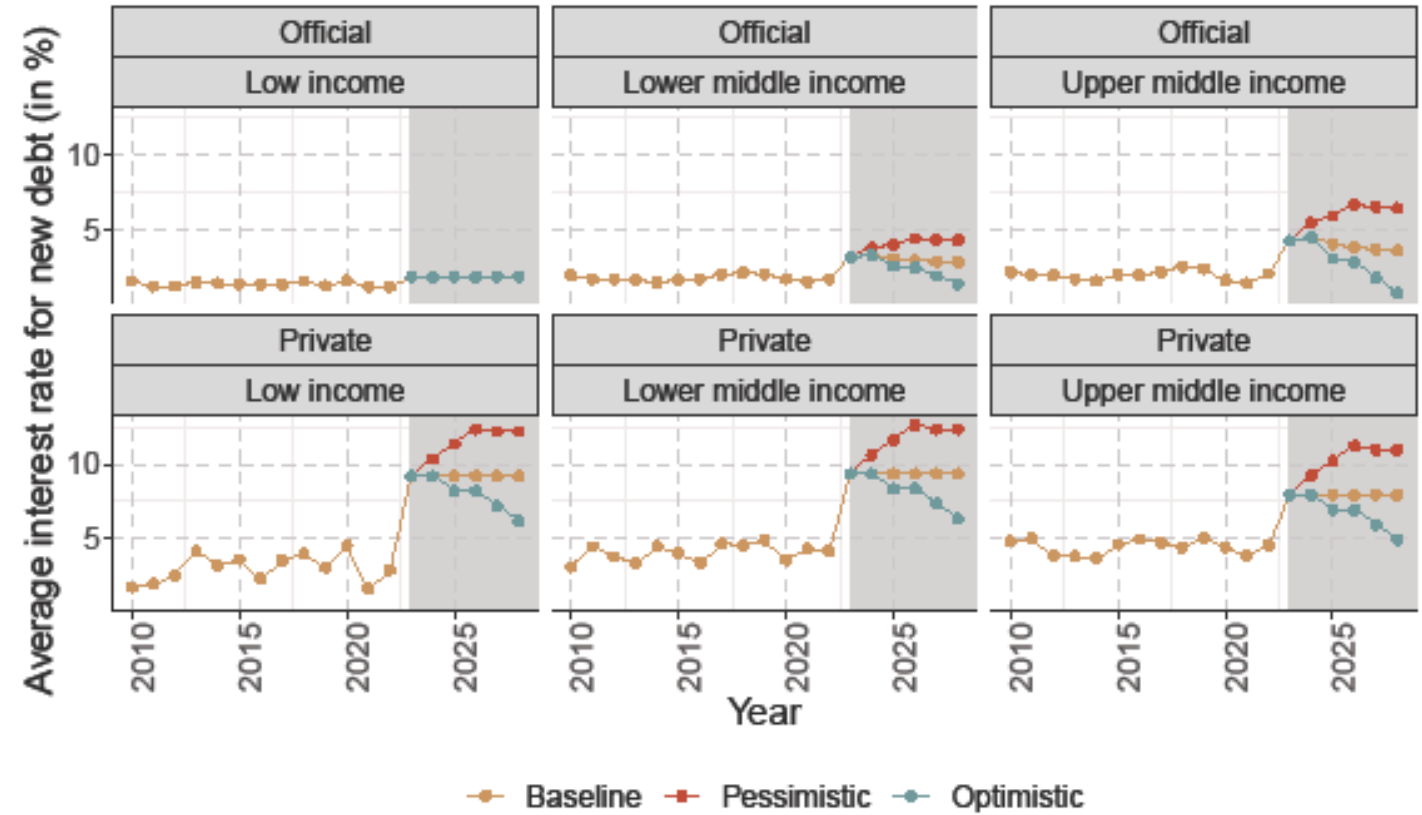 Average interest rate for new debt (in %)
Official
Low income
Official
Lower middle income
Official
Upper middle income
10
5
Private
Low income
Private
Lower middle income
Private
Upper middle income
10
5
2010 2015 2020 2025
2010 2015 2020 2025
2010 2015 2020 2025
Year
Baseline Pessimistic Optimistic